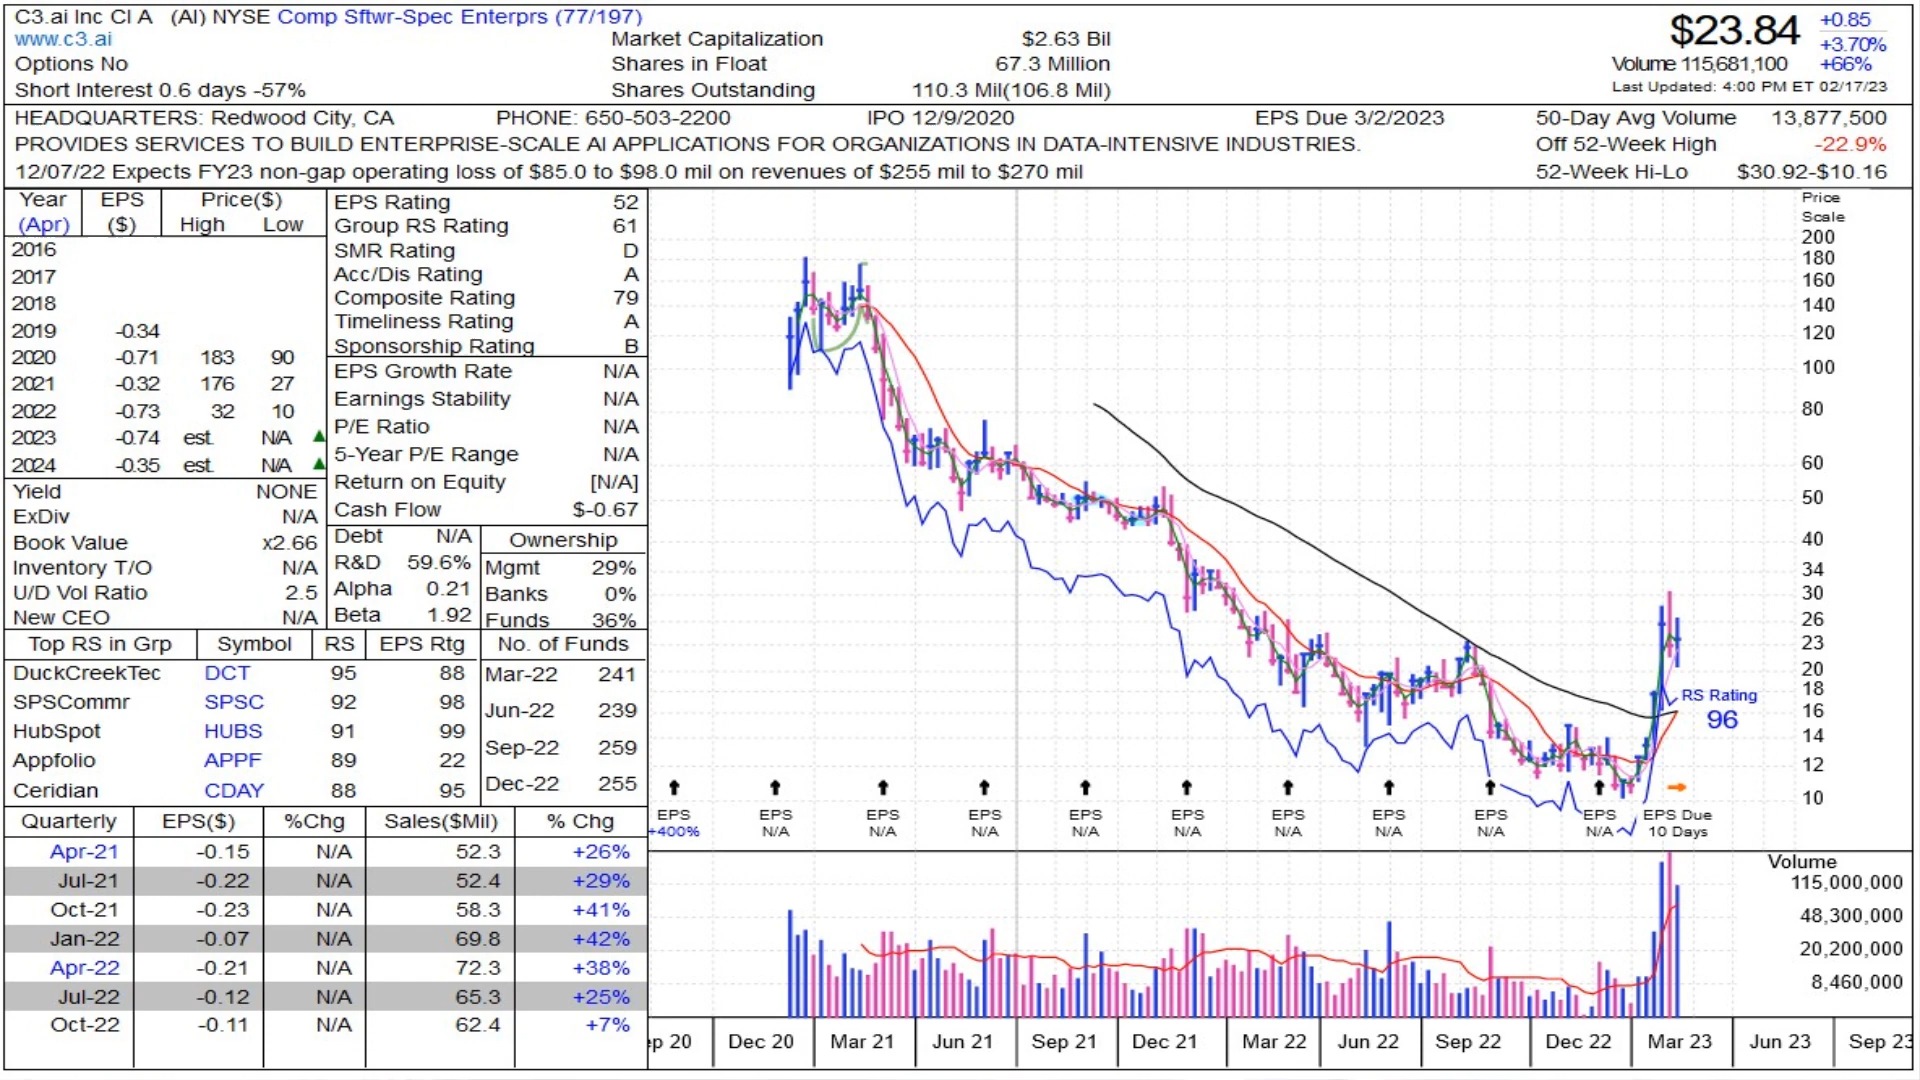 C3.ai Inc Cl A (AI) NYSE Comp Sftwr-Spec Enterprs (77/197)
www.c3.ai
Options No
Short Interest 0.6 days -57%
Market Capitalization $2.63 Bil
Shares in Float 67.3 Million
Shares Outstanding 110.3 Mil(106.8 Mil)
$23.84 +0.85
+3.70%
Volume 115,681,100 +66%
Last Updated: 4:00 PM ET 02/17/23
HEADQUARTERS: Redwood City, CA PHONE: 650-503-2200 IPO 12/9/2020 EPS Due 3/2/2023
PROVIDES SERVICES TO BUILD ENTERPRISE-SCALE AI APPLICATIONS FOR ORGANIZATIONS IN DATA-INTENSIVE INDUSTRIES.
12/07/22 Expects FY23 non-gap operating loss of $85.0 to $98.0 mil on revenues of $255 mil to $270 mil
50-Day Avg Volume 13,877,500
Off 52-Week High -22.9%
52-Week Hi-Lo $30.92-$10.16
Year EPS Price($)
(Apr) ($) High Low
2016
2017
2018
2019 -0.34
2020 -0.71 183 90
2021 -0.32 176 27
2022 -0.73 32 10
2023 -0.74 est. N/A ▲
2024 -0.35 est. N/A ▲
Yield NONE
ExDiv N/A
Book Value x2.66
Inventory T/O N/A
U/D Vol Ratio 2.5
New CEO N/A
EPS Rating 52
Group RS Rating 61
SMR Rating D
Acc/Dis Rating A
Composite Rating 79
Timeliness Rating A
Sponsorship Rating B
EPS Growth Rate N/A
Earnings Stability N/A
P/E Ratio N/A
5-Year P/E Range N/A
Return on Equity [N/A]
Cash Flow $-0.67
Debt N/A
R&D 59.6%
Alpha 0.21
Beta 1.92
Ownership
Mgmt 29%
Banks 0%
Funds 36%
Top RS in Grp Symbol RS EPS Rtg
DuckCreekTec DCT 95 88
SPSCommr SPSC 92 98
HubSpot HUBS 91 99
Appfolio APPF 89 22
Ceridian CDAY 88 95
No. of Funds
Mar-22 241
Jun-22 239
Sep-22 259
Dec-22 255
Quarterly EPS($) %Chg Sales($Mil) % Chg
Apr-21 -0.15 N/A 52.3 +26%
Jul-21 -0.22 N/A 52.4 +29%
Oct-21 -0.23 N/A 58.3 +41%
Jan-22 -0.07 N/A 69.8 +42%
Apr-22 -0.21 N/A 72.3 +38%
Jul-22 -0.12 N/A 65.3 +25%
Oct-22 -0.11 N/A 62.4 +7%
Price
Scale
200
180
160
140
120
100
80
60
50
40
34
30
26
23
20
18
16
14
12
10
RS Rating
96
EPS EPS EPS EPS EPS EPS EPS EPS EPS EPS EPS Due
+400% N/A N/A N/A N/A N/A N/A N/A N/A N/A 10 Days
Volume
115,000,000
48,300,000
20,200,000
8,460,000
ep 20 Dec 20 Mar 21 Jun 21 Sep 21 Dec 21 Mar 22 Jun 22 Sep 22 Dec 22 Mar 23 Jun 23 Sep 23